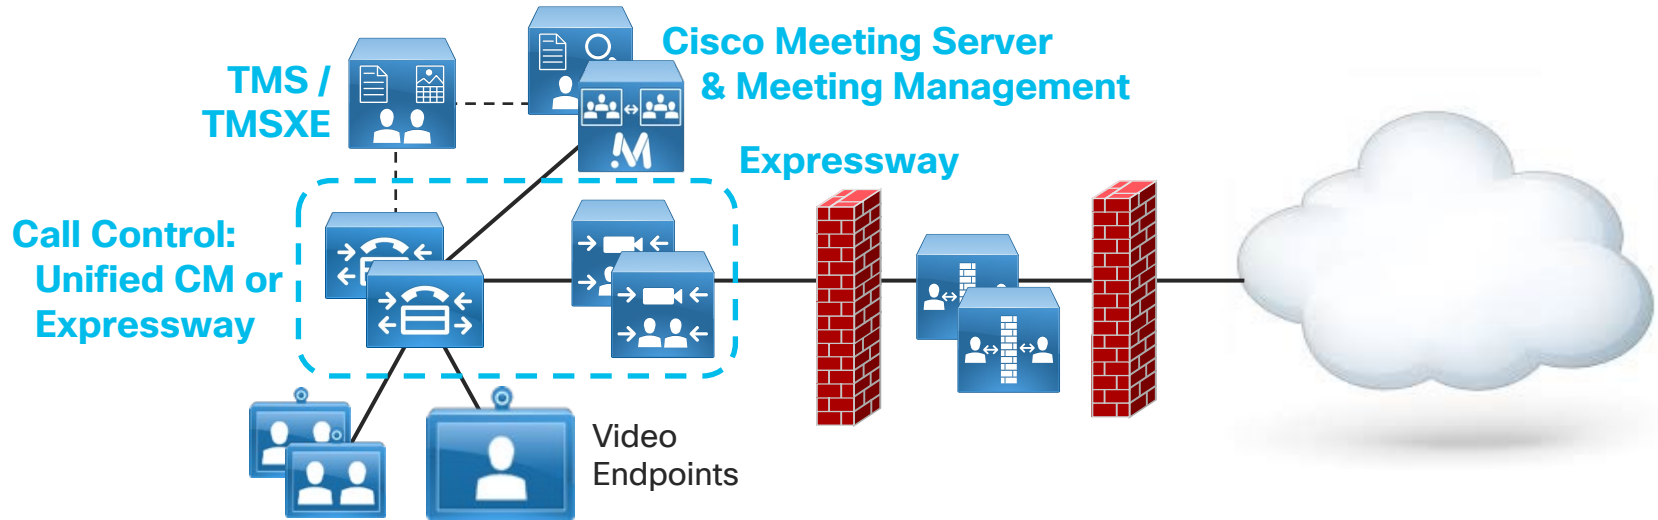 Cisco Meeting Server
& Meeting Management
TMS /
TMSXE
M
Expressway
Call Control:
Unified CM or
Expressway
Video
Endpoints